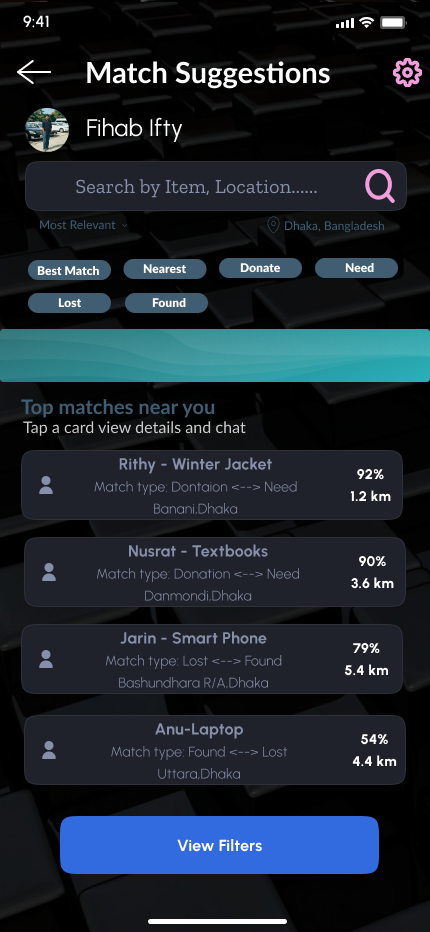 9:41
Match Suggestions
Fihab Ifty
Search by Item, Location......
Most Relevant
Dhaka, Bangladesh
Best Match Nearest Donate Need
Lost Found
Top matches near you
Tap a card view details and chat
Rithy - Winter Jacket
92%
Match type: Dontaion <--> Need
1.2 km
Banani,Dhaka
Nusrat - Textbooks
90%
Match type: Donation <--> Need
3.6 km
Danmondi,Dhaka
Jarin - Smart Phone
79%
Match type: Lost <--> Found
5.4 km
Bashundhara R/A,Dhaka
Anu-Laptop
54%
Match type: Found <--> Lost
4.4 km
Uttara,Dhaka
View Filters